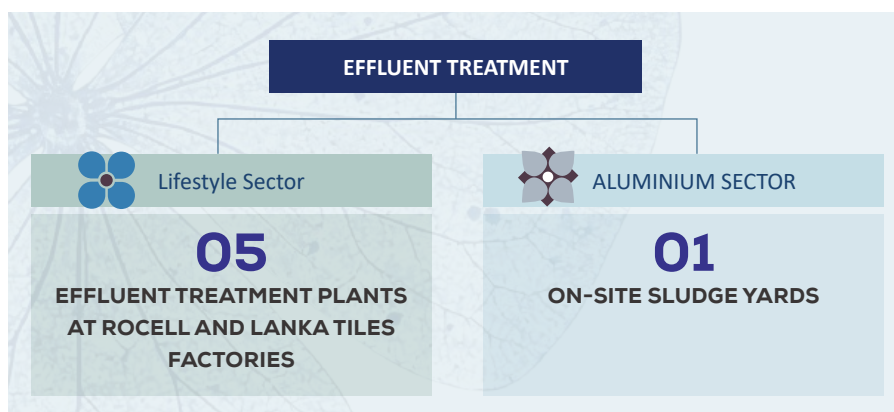 EFFLUENT TREATMENT
Lifestyle Sector
05
EFFLUENT TREATMENT PLANTS
AT ROCELL AND LANKA TILES
FACTORIES
ALUMINIUM SECTOR
01
ON-SITE SLUDGE YARDS